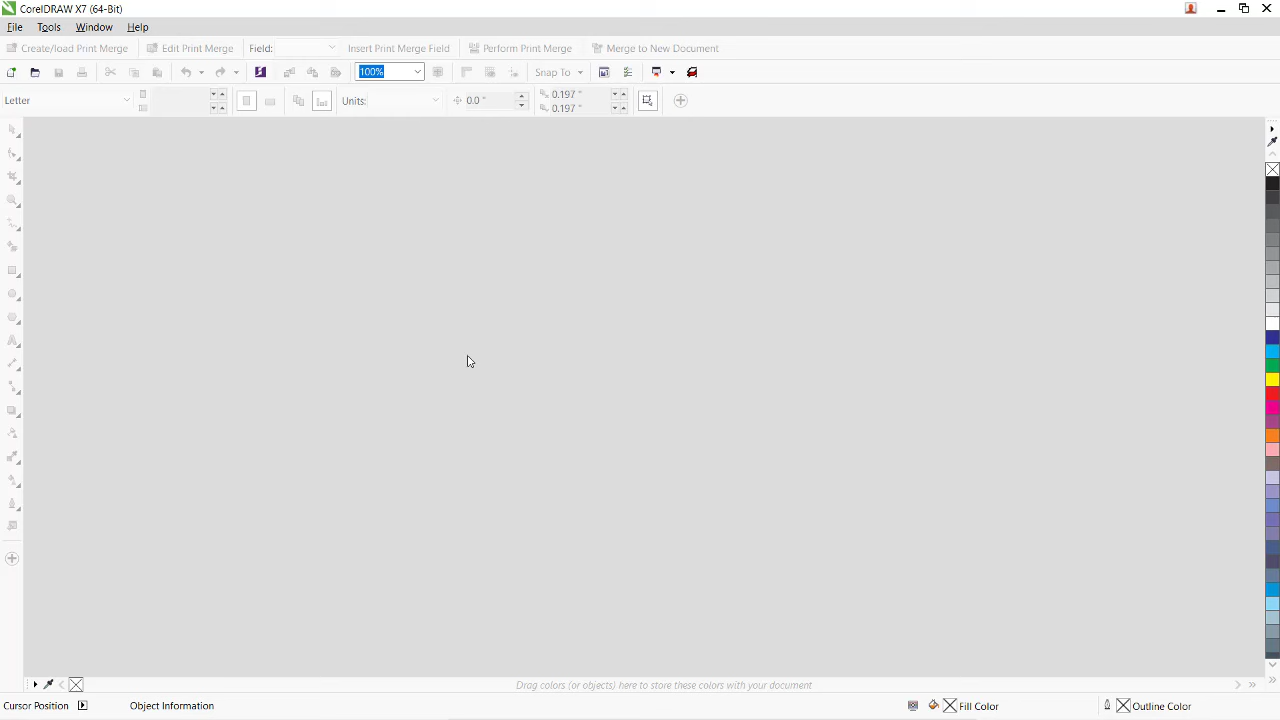 CorelDRAW X7 (64-Bit)
File Tools Window Help
Create/load Print Merge Edit Print Merge Field: Insert Print Merge Field Perform Print Merge Merge to New Document
100% Snap To
Letter Units: 0.0 " 0.197 "
0.197 "
Drag colors (or objects) here to store these colors with your document
Cursor Position Object Information Fill Color Outline Color